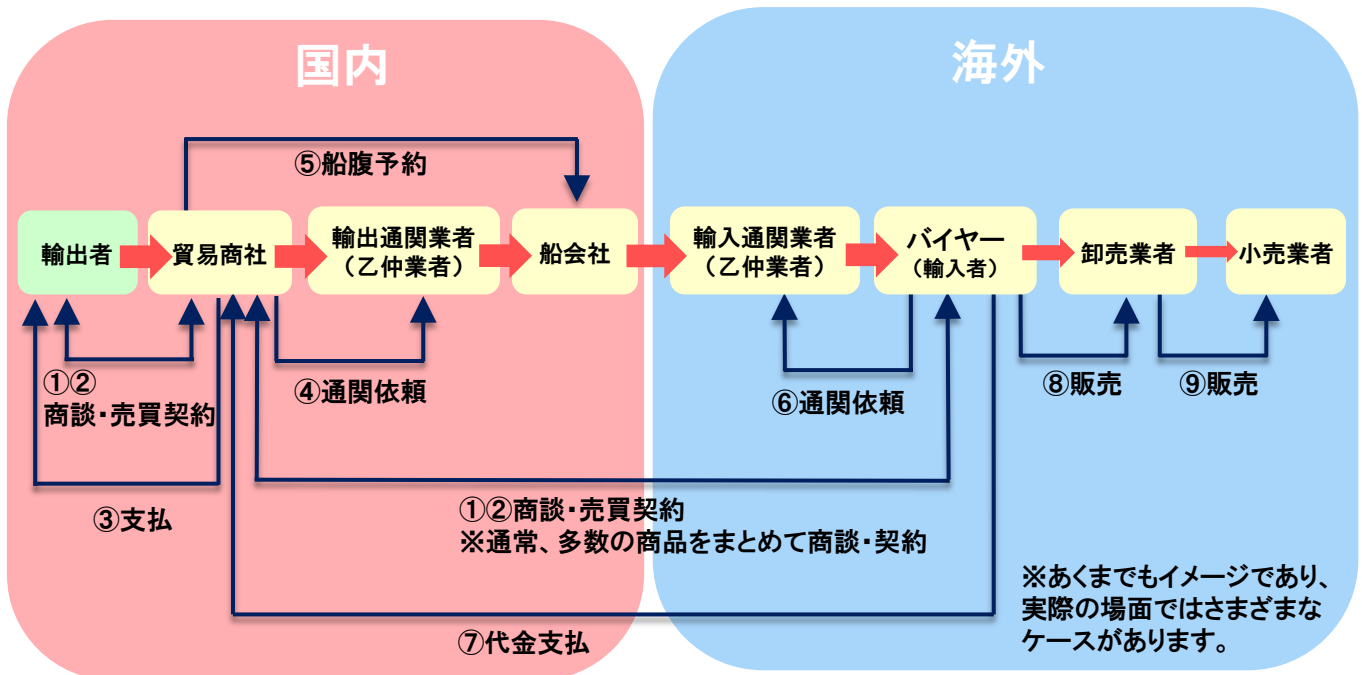 国内
海外
⑤船腹予約
輸出者
貿易商社
輸出通関業者
（乙仲業者）
船会社
輸入通関業者
（乙仲業者）
バイヤー
（輸入者）
卸売業者
小売業者
①②
商談・売買契約
④通関依頼
⑥通関依頼
⑧販売
⑨販売
③支払
①②商談・売買契約
※通常、多数の商品をまとめて商談・契約
⑦代金支払
※あくまでもイメージであり、
実際の場面ではさまざまな
ケースがあります。